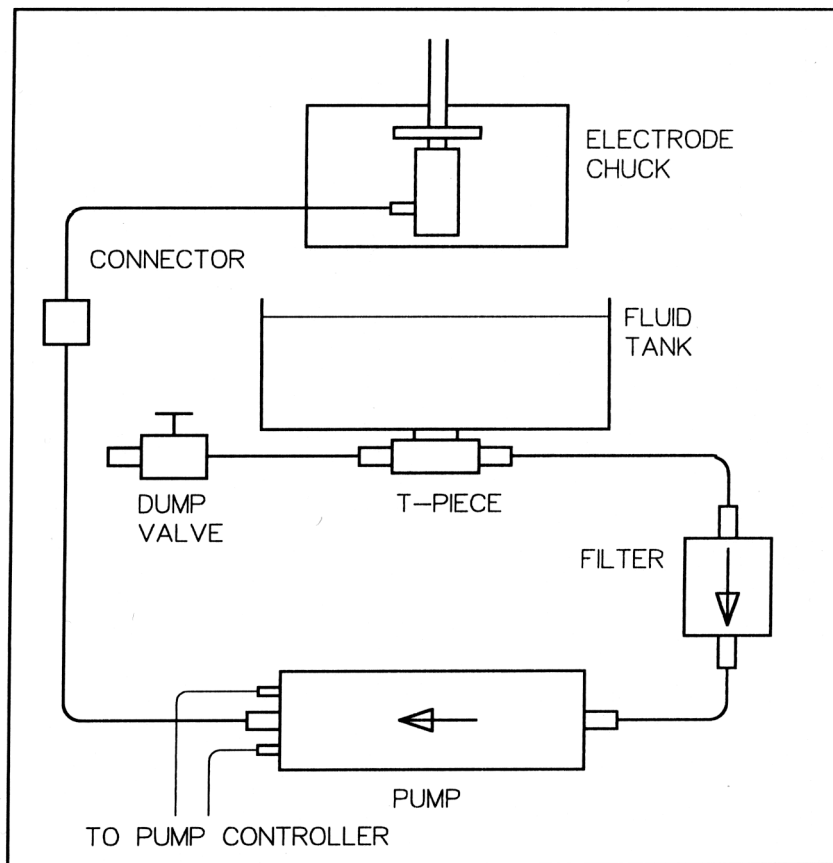 ELECTRODE
CHUCK
CONNECTOR
FLUID
TANK
DUMP
VALVE
T-PIECE
FILTER
PUMP
TO PUMP CONTROLLER